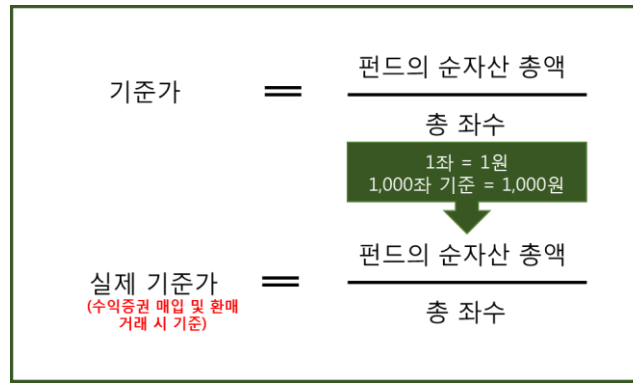 펀드의 순자산 총액
기준가 =
총 좌수
1좌 = 1원
1,000좌 기준 = 1,000원
펀드의 순자산 총액
실제 기준가 =
(수익증권 매입 및 환매
거래 시 기준)
총 좌수